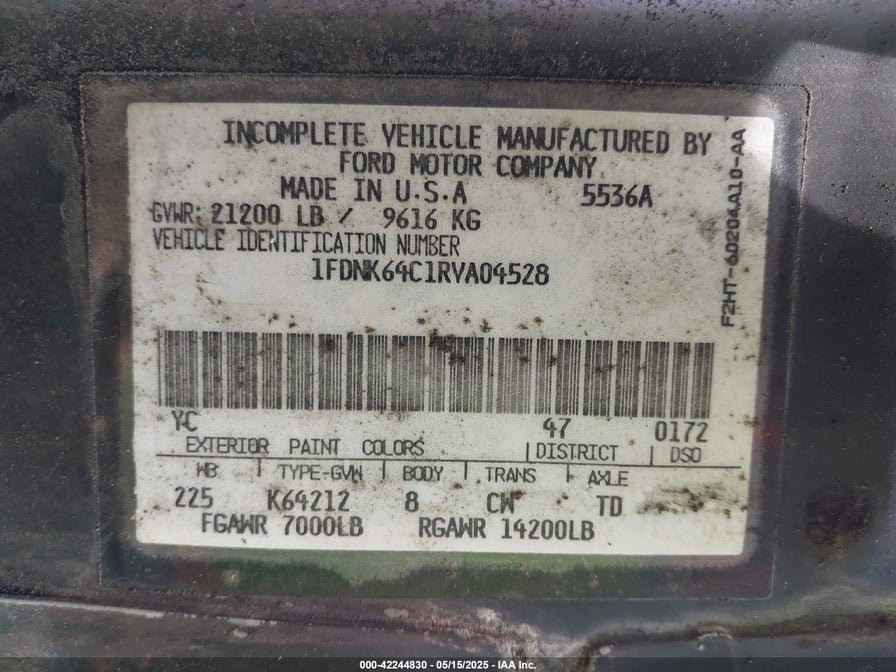 INCOMPLETE VEHICLE MANUFACTURED BY
FORD MOTOR COMPANY
MADE IN U.S.A 5536A
GVWR: 21200 LB / 9616 KG
VEHICLE IDENTIFICATION NUMBER
1FDNK64C1RVA04528
F2HT-60204A10-AA
YC 47 0172
EXTERIOR PAINT COLORS DISTRICT DSO
WB TYPE-GVW BODY TRANS AXLE
225 K64212 8 CW TD
FGAWR 7000LB RGAWR 14200LB
000-42244830 - 05/15/2025 - IAA Inc.